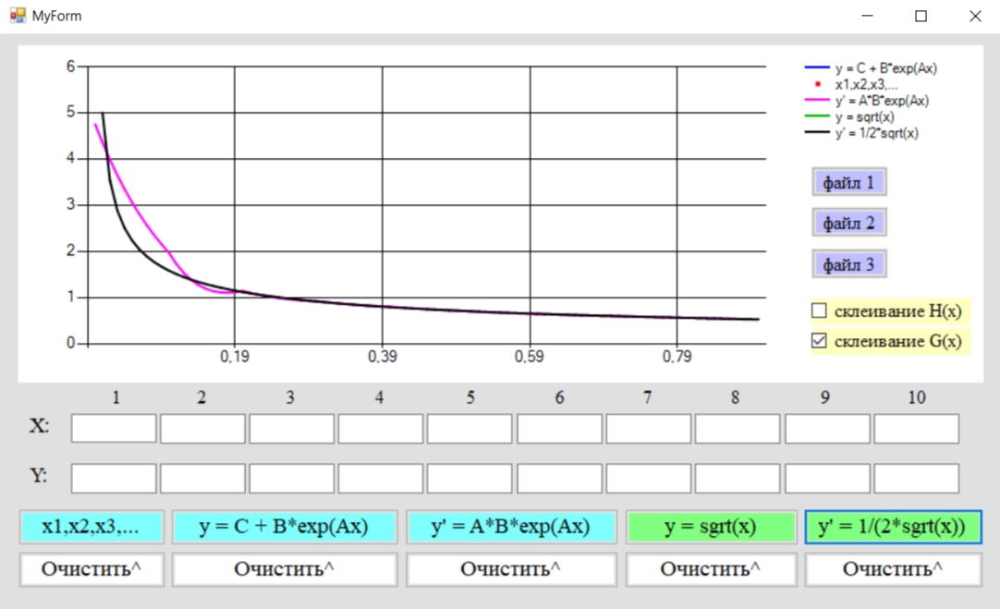 MyForm
6
5
4
3
2
1
0
0,19 0,39 0,59 0,79
y = C + B*exp(Ax)
x1,x2,x3,...
y' = A*B*exp(Ax)
y = sqrt(x)
y' = 1/2*sqrt(x)
файл 1
файл 2
файл 3
склеивание H(x)
склеивание G(x)
1 2 3 4 5 6 7 8 9 10
X:
Y:
x1,x2,x3,... y = C + B*exp(Ax) y' = A*B*exp(Ax) y = sgrt(x) y' = 1/(2*sgrt(x))
Очистить^ Очистить^ Очистить^ Очистить^ Очистить^